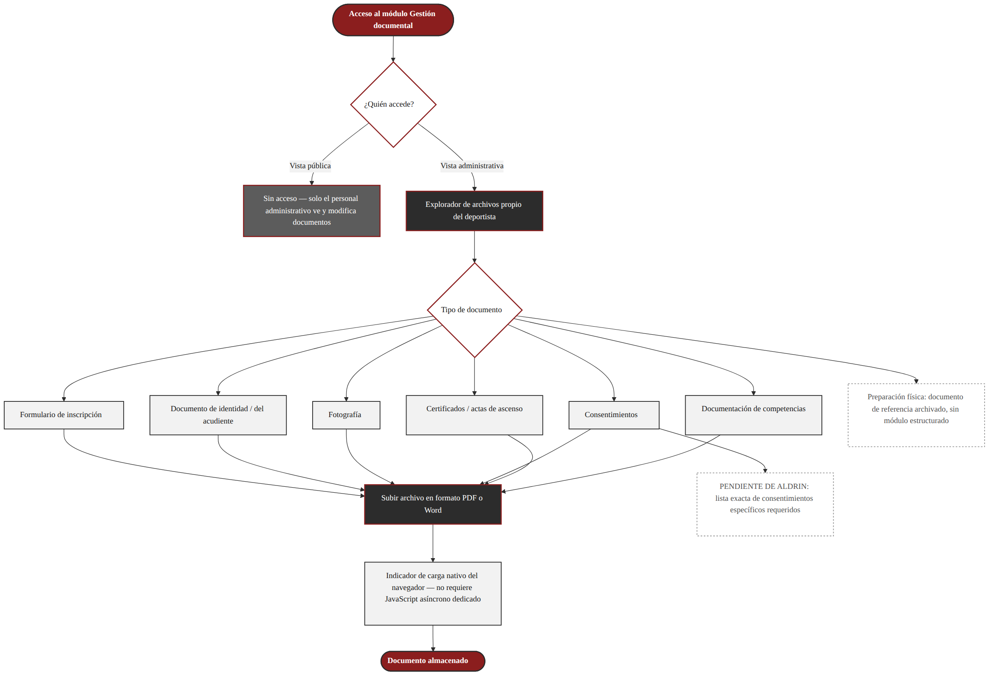 Acceso al módulo Gestión
documental
¿Quién accede?
Vista pública
Vista administrativa
Sin acceso — solo el personal
administrativo ve y modifica
documentos
Explorador de archivos propio
del deportista
Tipo de documento
Formulario de inscripción
Documento de identidad / del
acudiente
Fotografía
Certificados / actas de ascenso
Consentimientos
Documentación de competencias
Preparación física: documento
de referencia archivado, sin
módulo estructurado
PENDIENTE DE ALDRIN:
lista exacta de consentimientos
específicos requeridos
Subir archivo en formato PDF o
Word
Indicador de carga nativo del
navegador — no requiere
JavaScript asíncrono dedicado
Documento almacenado